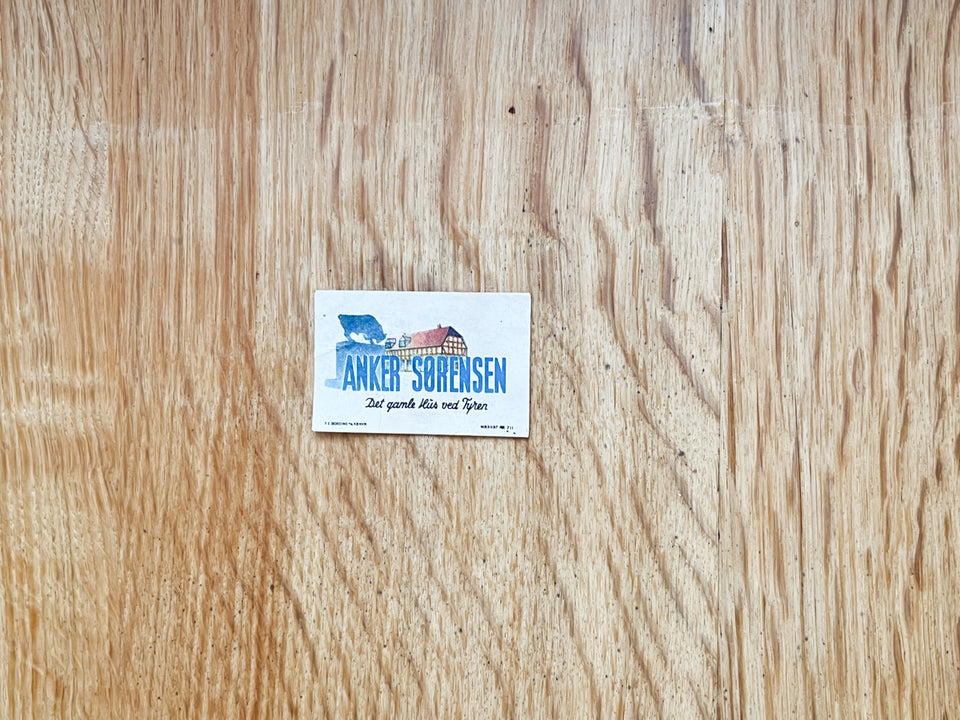 ANKER SØRENSEN
Det gamle Hus ved Tyren